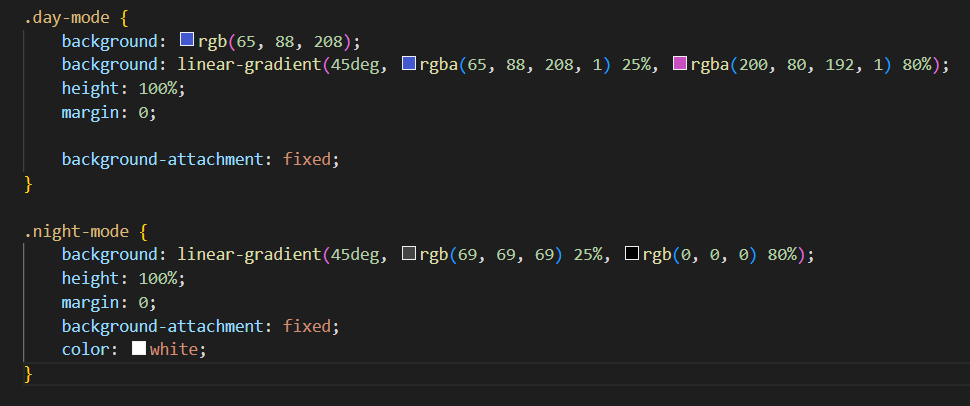 .day-mode {
    background: rgb(65, 88, 208);
    background: linear-gradient(45deg, rgba(65, 88, 208, 1) 25%, rgba(200, 80, 192, 1) 80%);
    height: 100%;
    margin: 0;

    background-attachment: fixed;
}

.night-mode {
    background: linear-gradient(45deg, rgb(69, 69, 69) 25%, rgb(0, 0, 0) 80%);
    height: 100%;
    margin: 0;
    background-attachment: fixed;
    color: white;
}